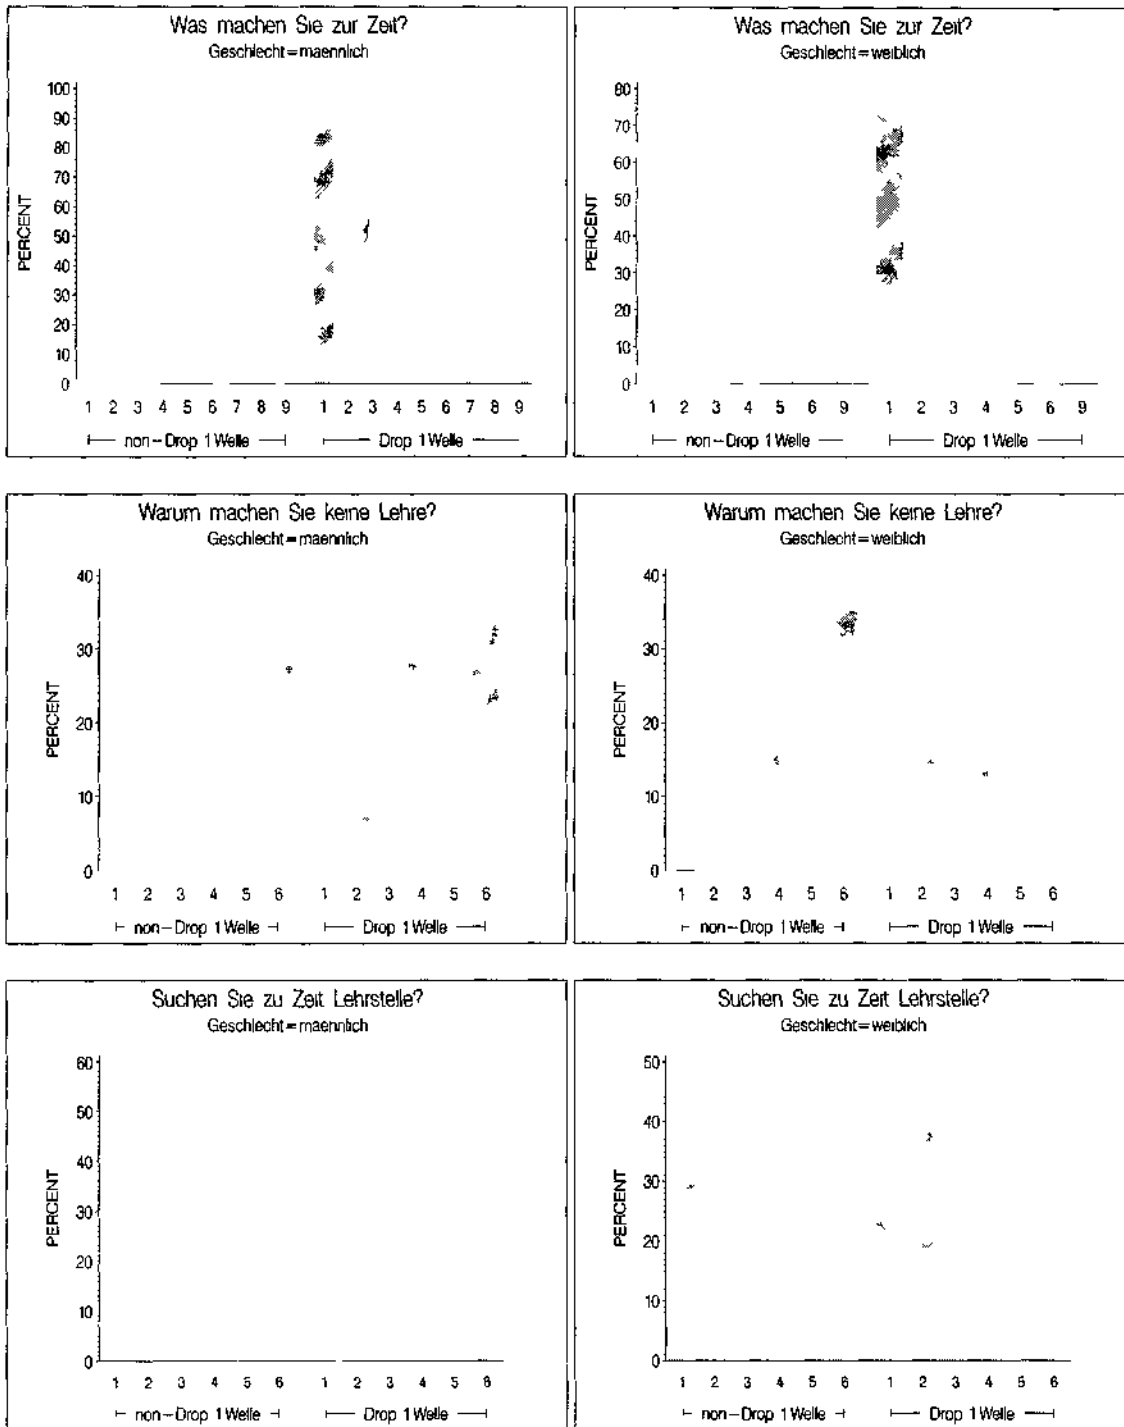 Was machen Sie zur Zeit?
Geschlecht=maennlich
100
90
80
70
60
50
40
30
20
10
0
PERCENT
1 2 3 4 6 7 8 9 1 2 3 4 6 7 8 9
non-Drop 1 Welle Drop 1 Welle
Was machen Sie zur Zeit?
Geschlecht=weiblich
80
70
60
50
40
30
20
10
0
PERCENT
1 2 4 5 6 9 1 2 4 5 6 9
non-Drop 1 Welle Drop 1 Welle
Warum machen Sie keine Lehre?
Geschlecht=maennlich
40
30
20
10
0
PERCENT
1 2 3 4 5 6 1 2 3 4 5 6
non-Drop 1 Welle Drop 1 Welle
Warum machen Sie keine Lehre?
Geschlecht=weiblich
40
30
20
10
0
PERCENT
1 2 3 4 5 6 1 2 3 4 5 6
non-Drop 1 Welle Drop 1 Welle
Suchen Sie zu Zeit Lehrstelle?
Geschlecht=maennlich
60
50
40
30
20
10
0
PERCENT
1 2 3 4 5 6 1 2 3 4 5 6
non-Drop 1 Welle Drop 1 Welle
Suchen Sie zu Zeit Lehrstelle?
Geschlecht=weiblich
50
40
30
20
10
0
PERCENT
1 2 3 4 5 6 1 2 3 4 5 6
non-Drop 1 Welle Drop 1 Welle